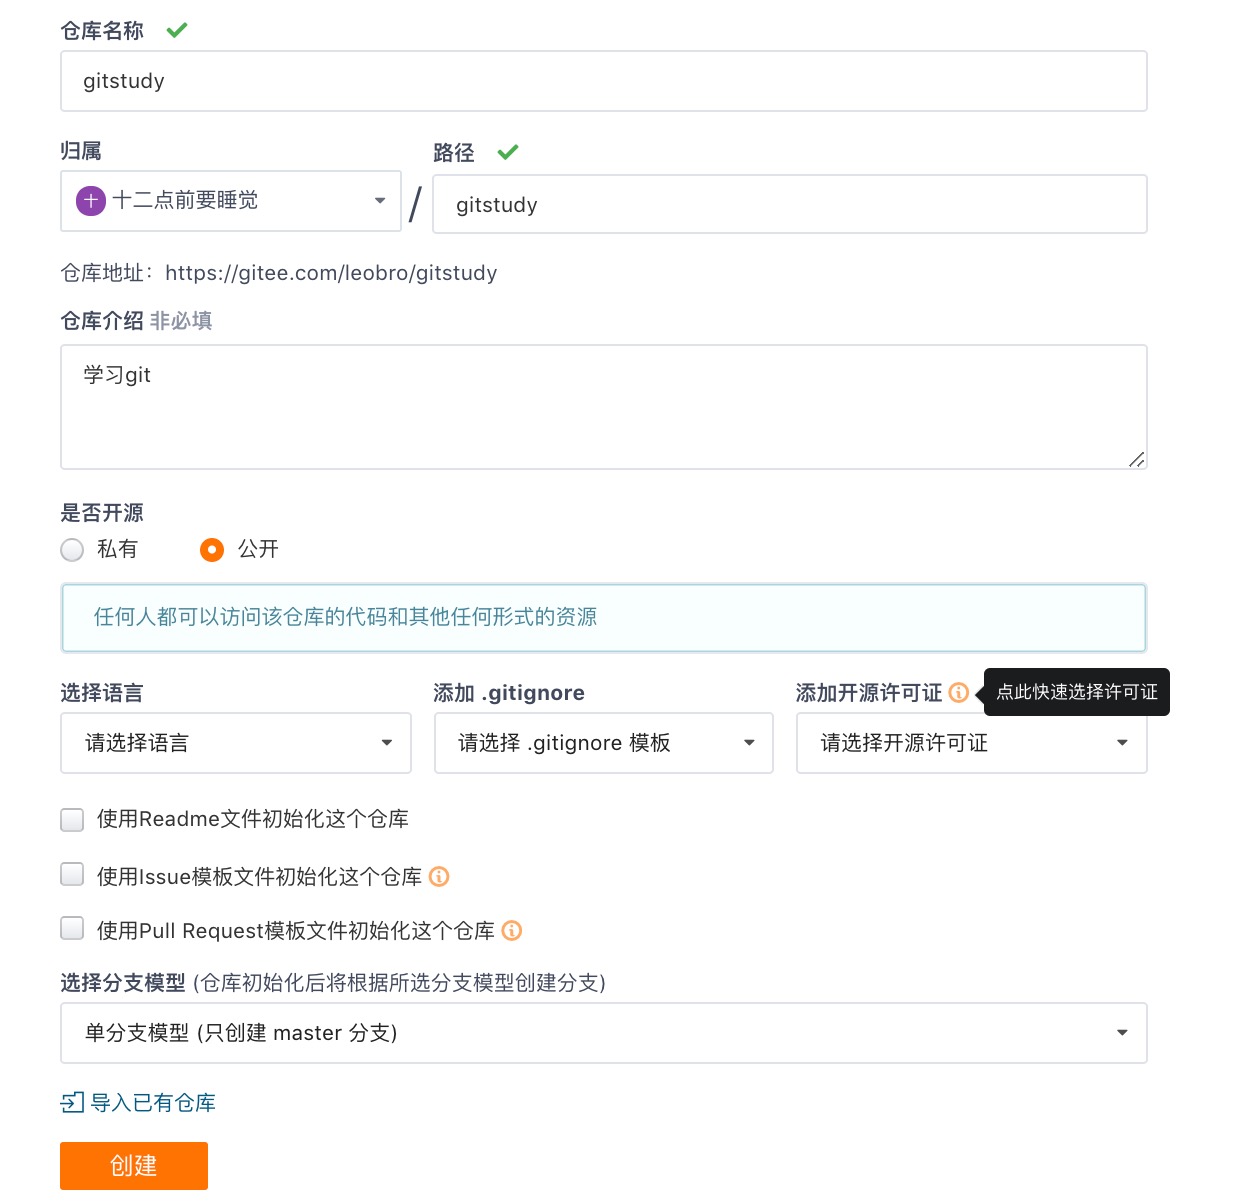 仓库名称
gitstudy
归属
路径
十 十二点前要睡觉
/
gitstudy
仓库地址：https://gitee.com/leobro/gitstudy
仓库介绍 非必填
学习git
是否开源
私有
公开
任何人都可以访问该仓库的代码和其他任何形式的资源
选择语言
添加 .gitignore
添加开源许可证
点此快速选择许可证
请选择语言
请选择 .gitignore 模板
请选择开源许可证
使用Readme文件初始化这个仓库
使用Issue模板文件初始化这个仓库
使用Pull Request模板文件初始化这个仓库
选择分支模型 (仓库初始化后将根据所选分支模型创建分支)
单分支模型 (只创建 master 分支)
导入已有仓库
创建